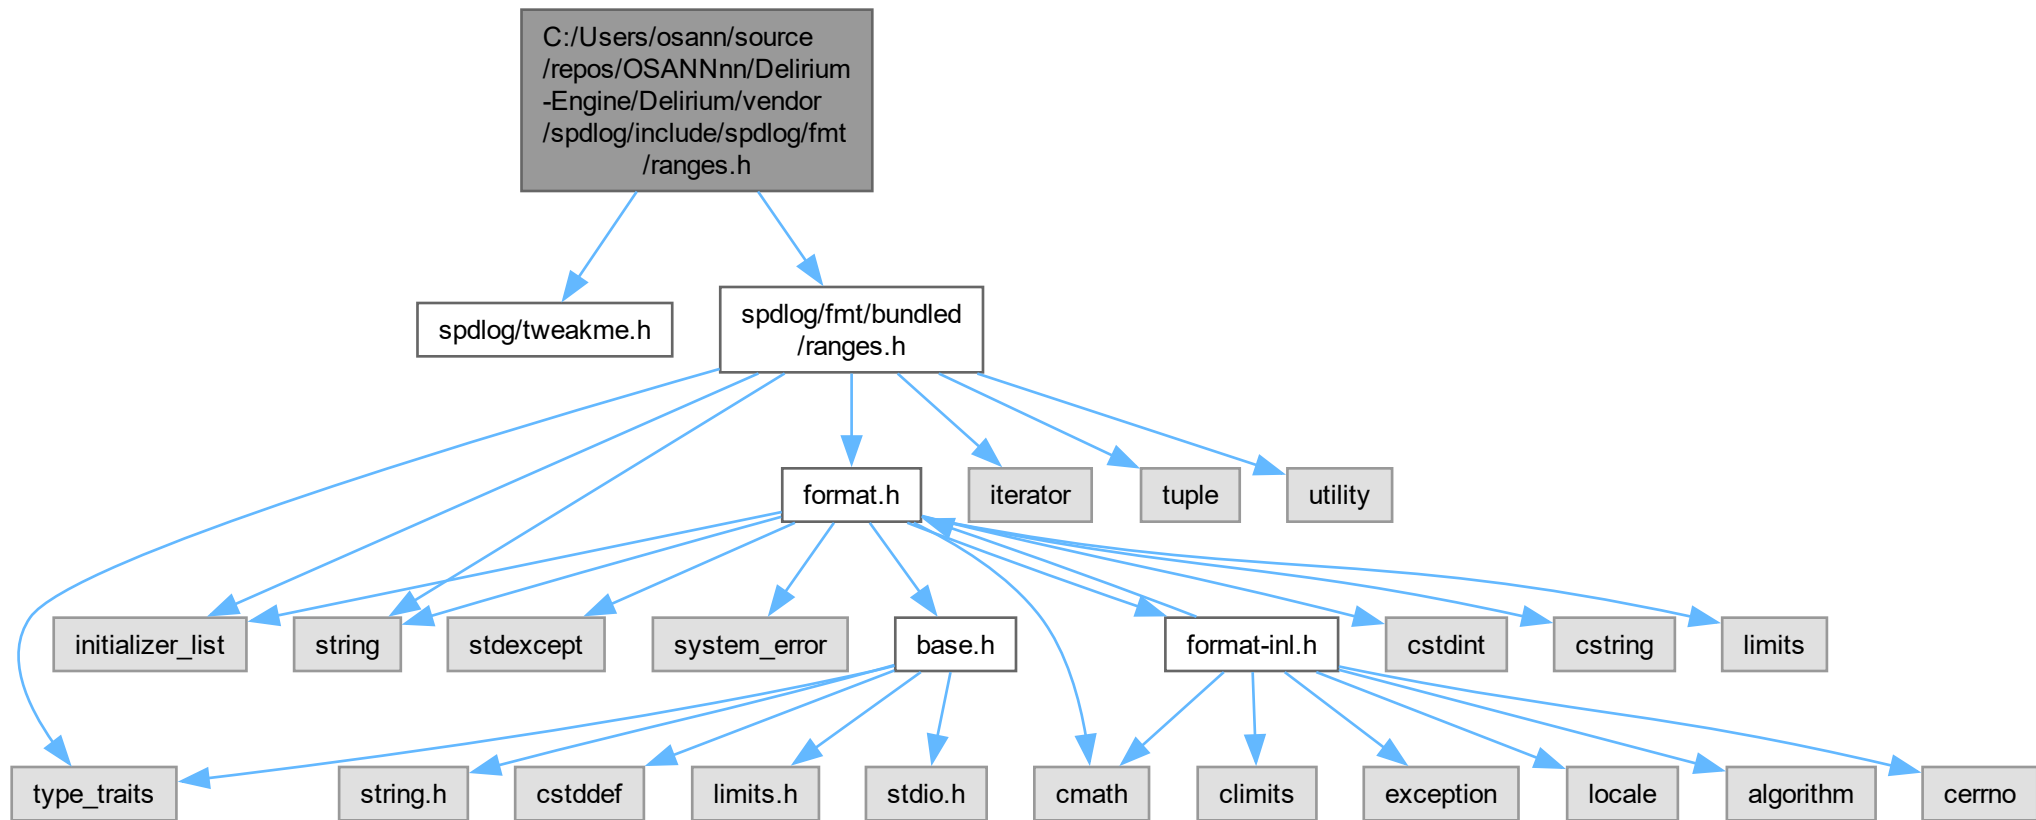 C:/Users/osann/source
/repos/OSANNnn/Delirium
-Engine/Delirium/vendor
/spdlog/include/spdlog/fmt
/ranges.h
spdlog/tweakme.h
spdlog/fmt/bundled
/ranges.h
format.h
iterator
tuple
utility
initializer_list
string
stdexcept
system_error
base.h
format-inl.h
cstdint
cstring
limits
type_traits
string.h
cstddef
limits.h
stdio.h
cmath
climits
exception
locale
algorithm
cerrno